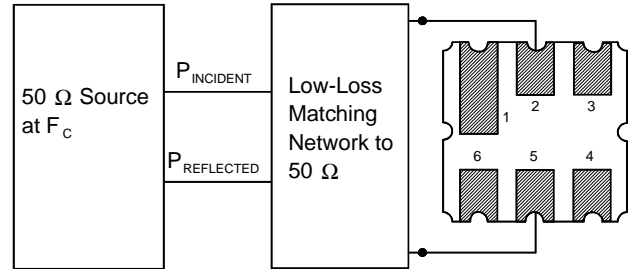 50 Ω Source
at F_C
P_INCIDENT
P_REFLECTED
Low-Loss
Matching
Network to
50 Ω
1
2
3
6
5
4